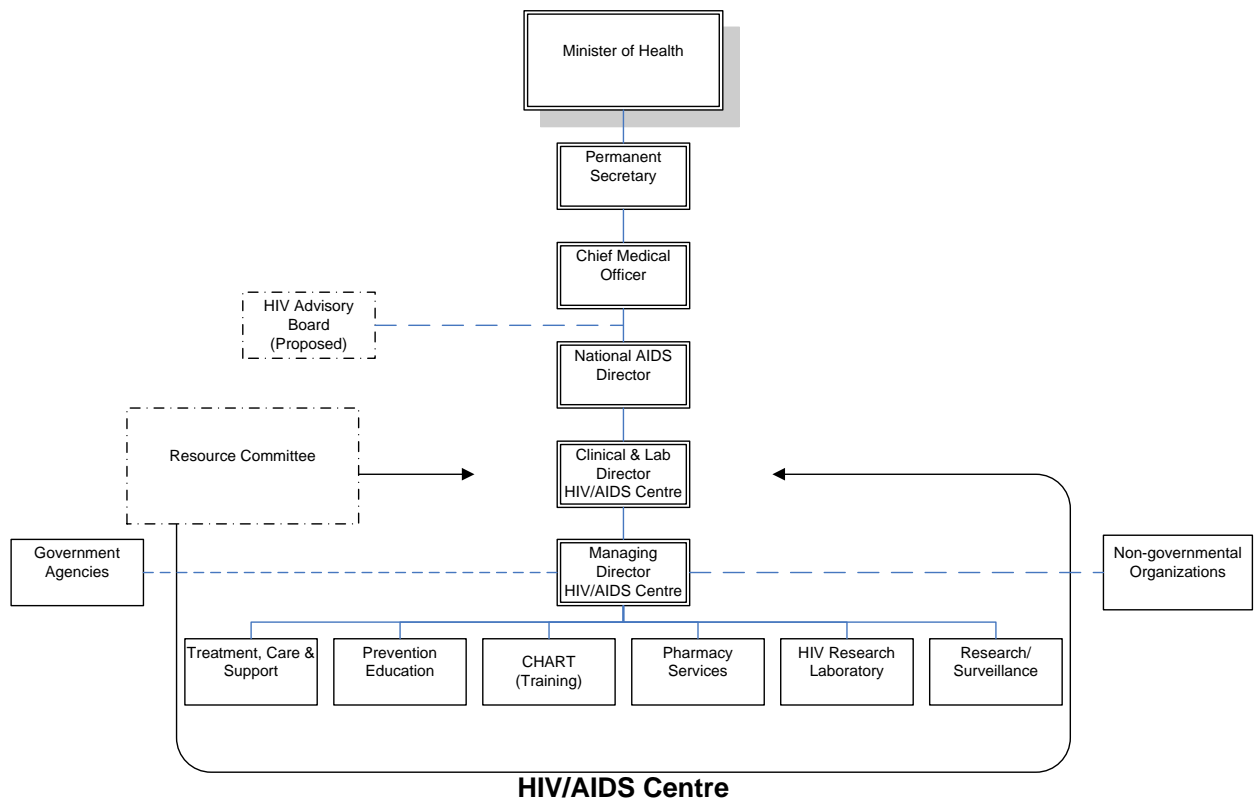 Minister of Health
Permanent
Secretary
Chief Medical
Officer
HIV Advisory
Board
(Proposed)
National AIDS
Director
Resource Committee
Clinical & Lab
Director
HIV/AIDS Centre
Government
Agencies
Managing
Director
HIV/AIDS Centre
Non-governmental
Organizations
Treatment, Care &
Support
Prevention
Education
CHART
(Training)
Pharmacy
Services
HIV Research
Laboratory
Research/
Surveillance
HIV/AIDS Centre